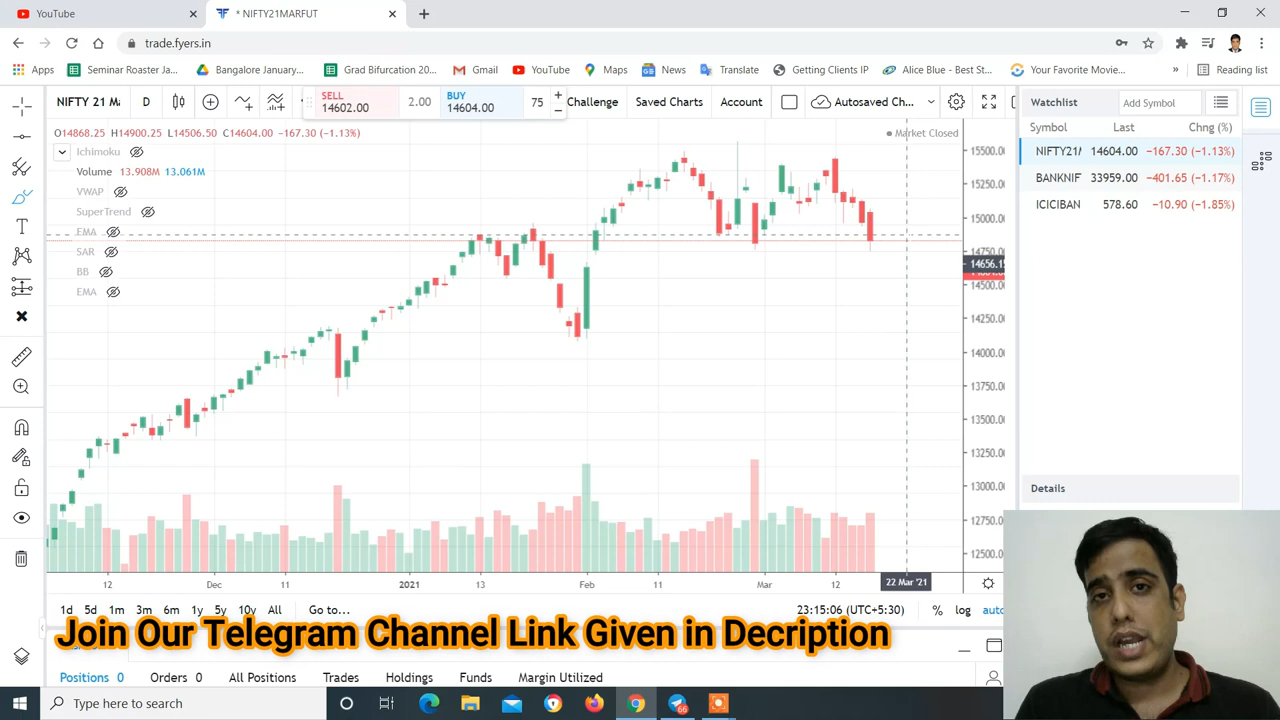 YouTube
* NIFTY21MARFUT
trade.fyers.in
Apps
Seminar Roaster Ja...
Bangalore January...
Grad Bifurcation 20...
Gmail
YouTube
Maps
News
Translate
Getting Clients IP
Alice Blue - Best St...
Your Favorite Movie...
»
Reading list
NIFTY 21 Ma
D
SELL
14602.00
2.00
BUY
14604.00
75
Challenge
Saved Charts
Account
Autosaved Ch...
O14868.25 H14900.25 L14506.50 C14604.00 −167.30 (−1.13%)
Market Closed
Ichimoku
Volume 13.908M 13.061M
VWAP
SuperTrend
EMA
SAR
BB
EMA
15500.00
15250.00
15000.00
14750.00
14656.15
14500.00
14250.00
14000.00
13750.00
13500.00
13250.00
13000.00
12750.00
12500.00
12
Dec
11
2021
13
Feb
11
Mar
12
22 Mar '21
1d 5d 1m 3m 6m 1y 5y 10y All Go to...
23:15:06 (UTC+5:30) % log auto
Watchlist
Add Symbol
Symbol Last Chng (%)
NIFTY21 14604.00 −167.30 (−1.13%)
BANKNIF 33959.00 −401.65 (−1.17%)
ICICIBAN 578.60 −10.90 (−1.85%)
Details
Join Our Telegram Channel Link Given in Decription
Positions 0
Orders 0
All Positions
Trades
Holdings
Funds
Margin Utilized
Type here to search
66